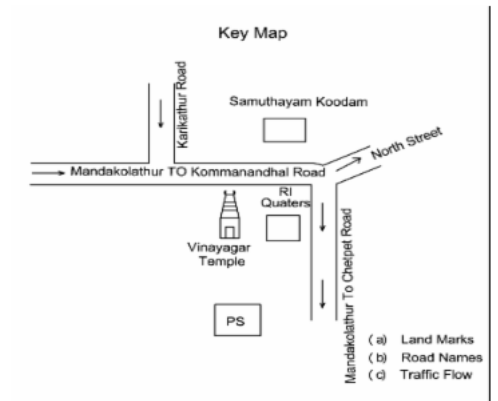 Key Map
Karikathur Road
Samuthayam Koodam
North Street
Mandakolathur TO Kommanandhal Road
RI
Quaters
Vinayagar
Temple
Mandakolathur To Chetpet Road
PS
(a) Land Marks
(b) Road Names
(c) Traffic Flow